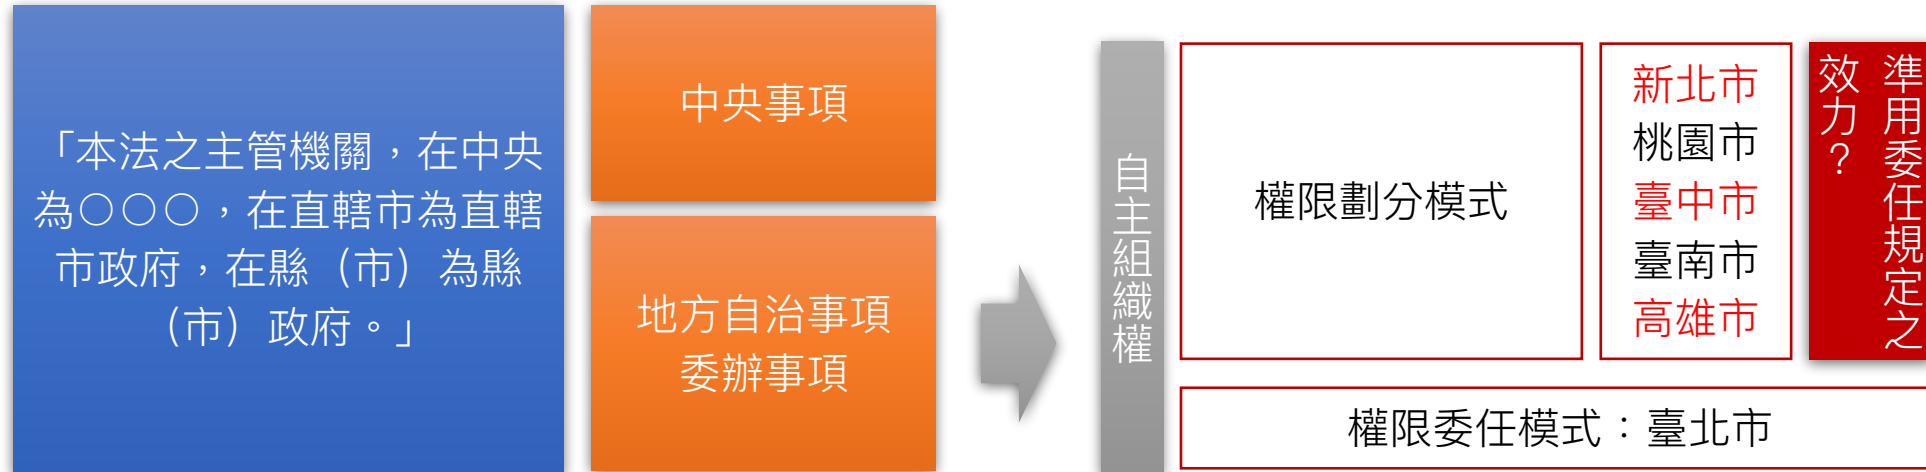 「本法之主管機關，在中央
為○○○，在直轄市為直轄
市政府，在縣（市）為縣
（市）政府。」
中央事項
地方自治事項
委辦事項
自主組織權
權限劃分模式
新北市
桃園市
臺中市
臺南市
高雄市
準用委任規定之
效力？
權限委任模式：臺北市